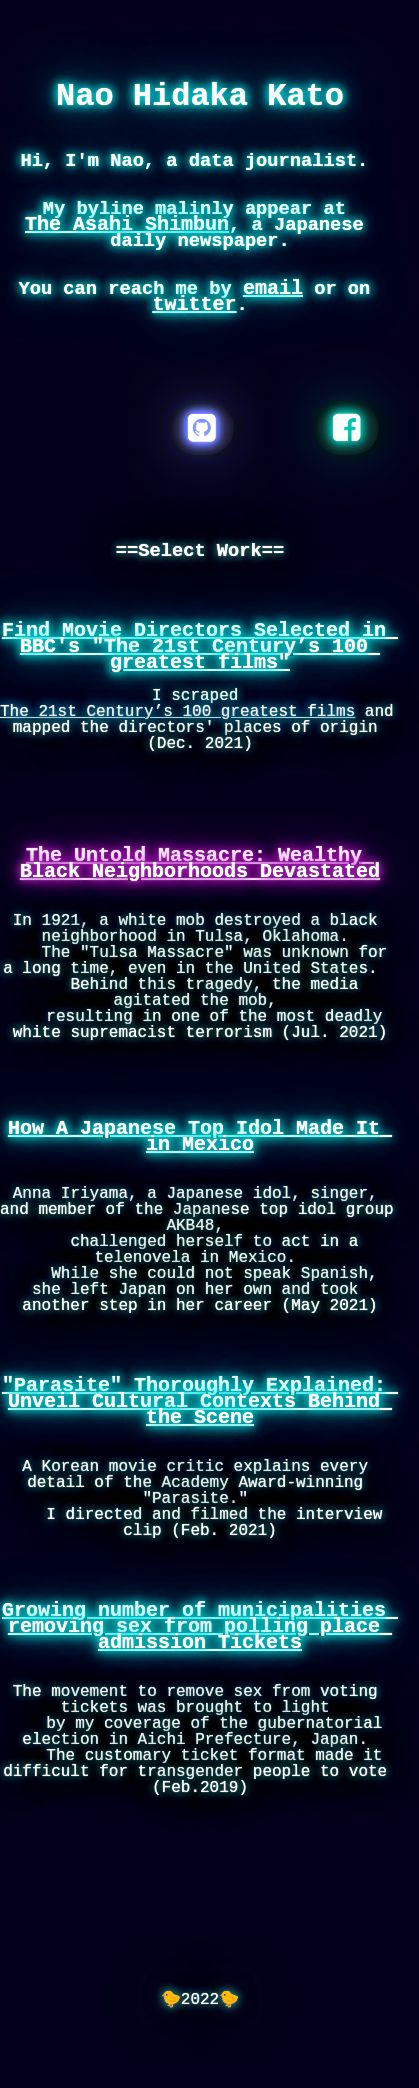 Nao Hidaka Kato
Hi, I'm Nao, a data journalist.
My byline malinly appear at
The Asahi Shimbun, a Japanese
daily newspaper.
You can reach me by email or on
twitter.
==Select Work==
Find Movie Directors Selected in
BBC's "The 21st Century’s 100
greatest films"
I scraped
The 21st Century’s 100 greatest films and
mapped the directors' places of origin
(Dec. 2021)
The Untold Massacre: Wealthy
Black Neighborhoods Devastated
In 1921, a white mob destroyed a black
neighborhood in Tulsa, Oklahoma.
The "Tulsa Massacre" was unknown for
a long time, even in the United States.
Behind this tragedy, the media
agitated the mob,
resulting in one of the most deadly
white supremacist terrorism (Jul. 2021)
How A Japanese Top Idol Made It
in Mexico
Anna Iriyama, a Japanese idol, singer,
and member of the Japanese top idol group
AKB48,
challenged herself to act in a
telenovela in Mexico.
While she could not speak Spanish,
she left Japan on her own and took
another step in her career (May 2021)
"Parasite" Thoroughly Explained:
Unveil Cultural Contexts Behind
the Scene
A Korean movie critic explains every
detail of the Academy Award-winning
"Parasite."
I directed and filmed the interview
clip (Feb. 2021)
Growing number of municipalities
removing sex from polling place
admission Tickets
The movement to remove sex from voting
tickets was brought to light
by my coverage of the gubernatorial
election in Aichi Prefecture, Japan.
The customary ticket format made it
difficult for transgender people to vote
(Feb.2019)
🐤2022🐤